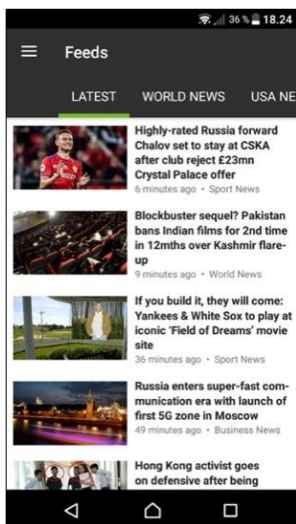 36 % 18.24
Feeds
LATEST WORLD NEWS USA NE
Highly-rated Russia forward
Chalov set to stay at CSKA
after club reject £23mn
Crystal Palace offer
6 minutes ago • Sport News
Blockbuster sequel? Pakistan
bans Indian films for 2nd time
in 12mths over Kashmir flare-
up
9 minutes ago • World News
If you build it, they will come:
Yankees & White Sox to play at
iconic 'Field of Dreams' movie
site
36 minutes ago • Sport News
Russia enters super-fast com-
munication era with launch of
first 5G zone in Moscow
49 minutes ago • Business News
Hong Kong activist goes
on defensive after being